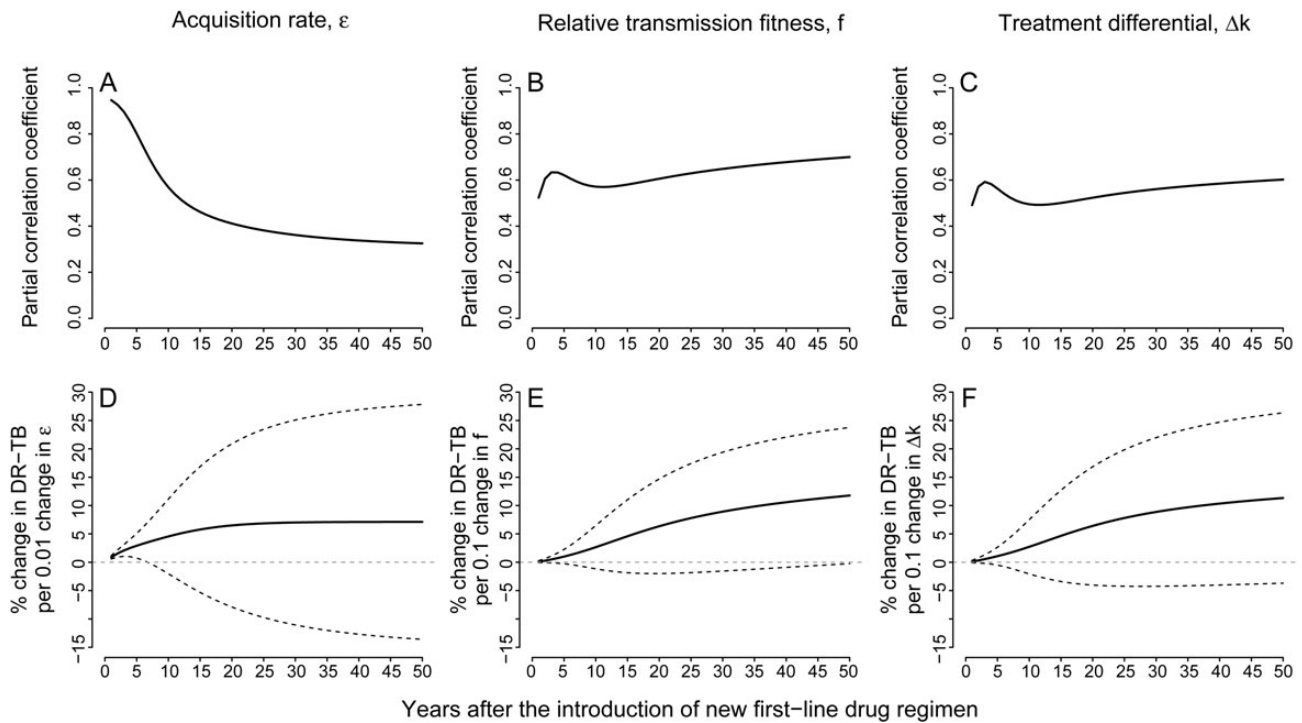 Acquisition rate, ε
Relative transmission fitness, f
Treatment differential, Δk
A
Partial correlation coefficient
1.0
0.8
0.6
0.4
0.2
0.0
0 5 10 15 20 25 30 35 40 45 50
B
Partial correlation coefficient
1.0
0.8
0.6
0.4
0.2
0.0
0 5 10 15 20 25 30 35 40 45 50
C
Partial correlation coefficient
1.0
0.8
0.6
0.4
0.2
0.0
0 5 10 15 20 25 30 35 40 45 50
D
% change in DR−TB
per 0.01 change in ε
30
25
20
15
10
5
0
−5
−15
0 5 10 15 20 25 30 35 40 45 50
E
% change in DR−TB
per 0.1 change in f
30
25
20
15
10
5
0
−5
−15
0 5 10 15 20 25 30 35 40 45 50
F
% change in DR−TB
per 0.1 change in Δk
30
25
20
15
10
5
0
−5
−15
0 5 10 15 20 25 30 35 40 45 50
Years after the introduction of new first−line drug regimen